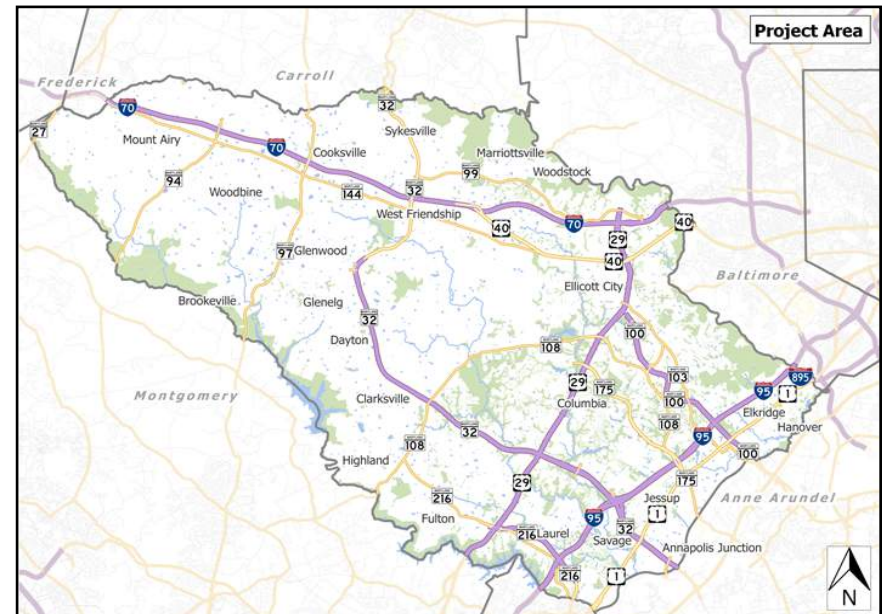 Project Area
Frederick
Carroll
70
32
27
Mount Airy
70
Sykesville
Cooksville
Marriottsville
99
Woodstock
94
Woodbine
144
32
West Friendship
40
70
40
29
97
Glenwood
40
Baltimore
Ellicott City
Brookeville
Glenelg
32
Dayton
100
108
Montgomery
29
175
103
895
95
1
Clarksville
Columbia
100
Elkridge
108
Hanover
32
95
108
100
Highland
175
29
Anne Arundel
216
Jessup
Fulton
95
1
216
Laurel
32
Savage
Annapolis Junction
216
1
N